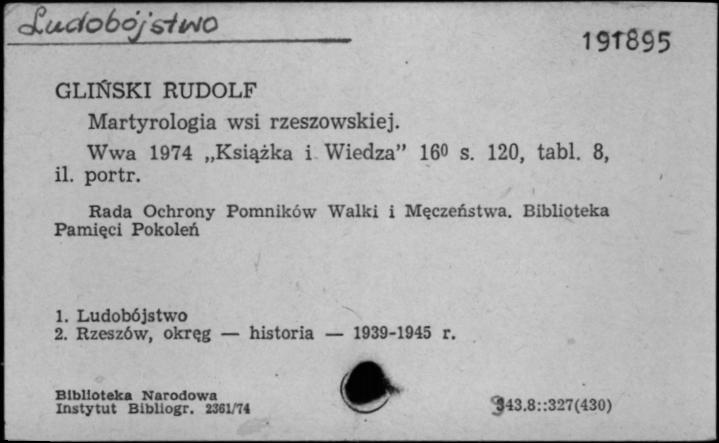 Ludobójstwo
191895
GLIŃSKI RUDOLF
Martyrologia wsi rzeszowskiej.
Wwa 1974 „Książka i Wiedza” 16⁰ s. 120, tabl. 8,
il. portr.
Rada Ochrony Pomników Walki i Męczeństwa. Biblioteka
Pamięci Pokoleń
1. Ludobójstwo
2. Rzeszów, okręg — historia — 1939-1945 r.
Biblioteka Narodowa
Instytut Bibliogr. 2361/74
343.8::327(430)